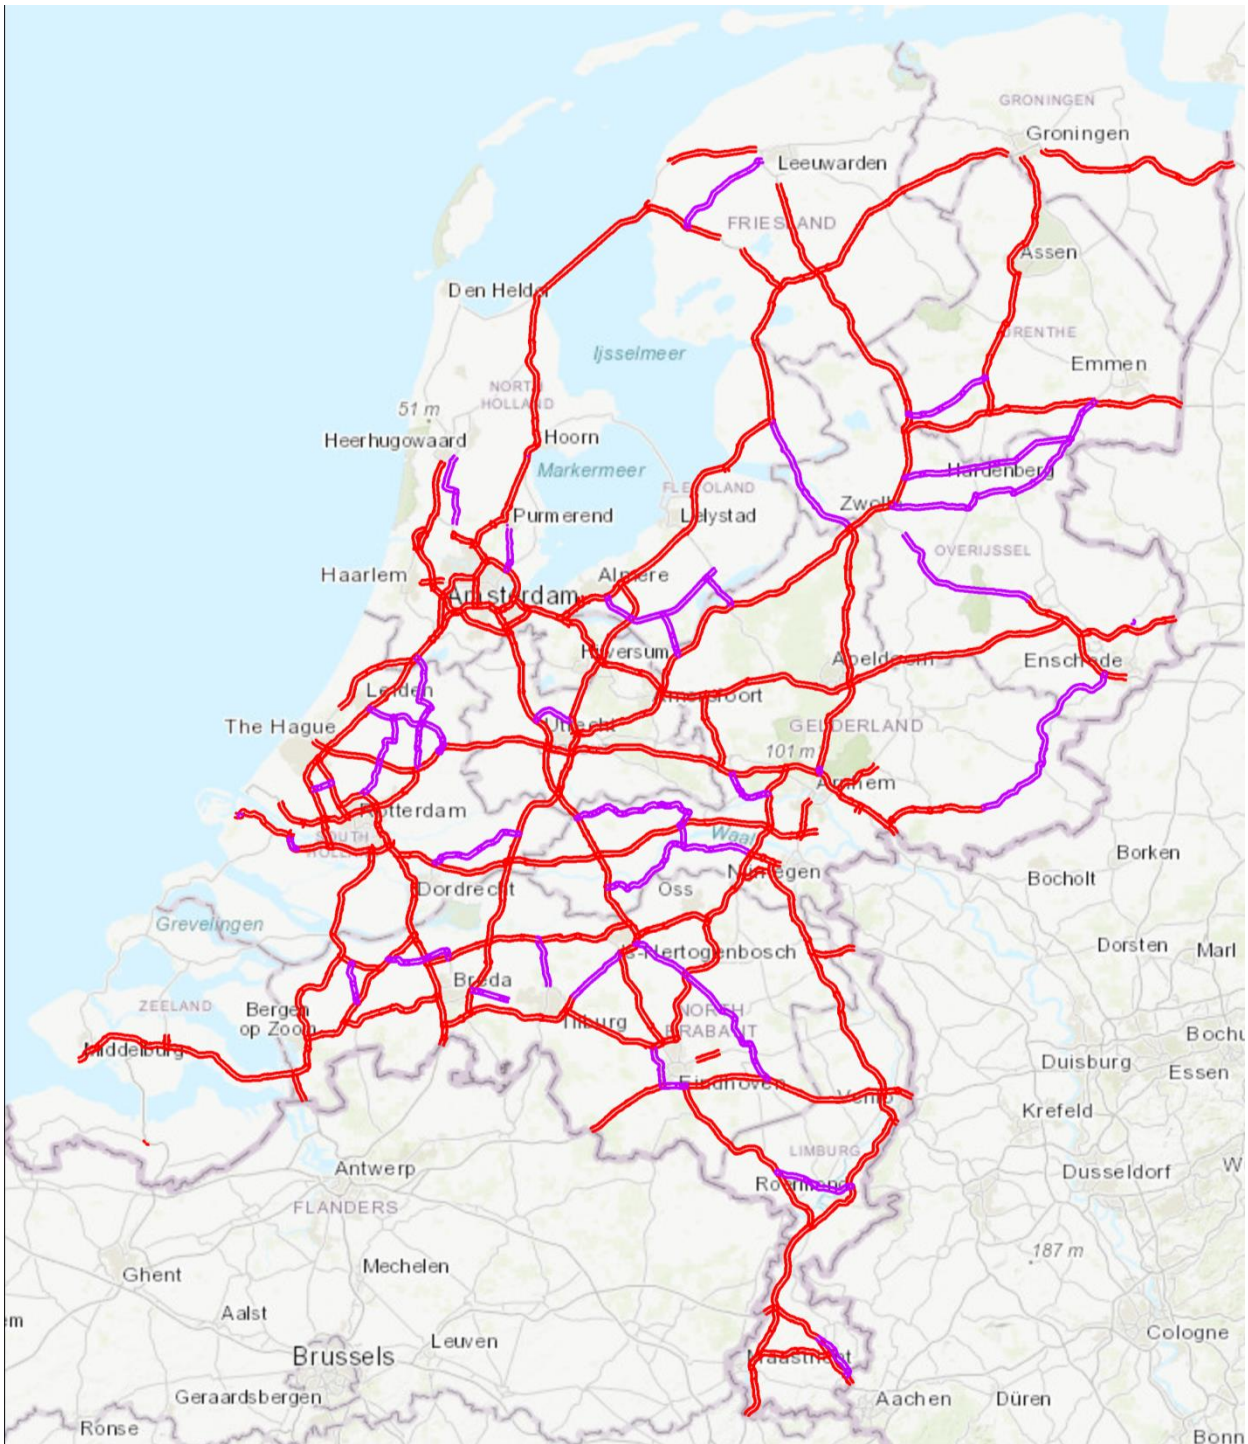 GRONINGEN
Groningen
Leeuwarden
FRIESLAND
Assen
Den Helder
DRENTHE
Ijsselmeer
Emmen
NORTH
HOLLAND
51 m
Heerhugowaard
Hoorn
Markermeer
Hardenberg
FLEVOLAND
Zwolle
Purmerend
Lelystad
OVERIJSSEL
Haarlem
Almere
Amsterdam
Hilversum
Apeldoorn
Enschede
Leiden
Amersfoort
The Hague
Utrecht
GELDERLAND
101 m
Arnhem
Rotterdam
SOUTH
HOLLAND
Waal
Borken
Nijmegen
Bocholt
Dordrecht
Oss
Grevelingen
Dorsten
Marl
's-Hertogenbosch
Breda
ZEELAND
Bergen
op Zoom
Tilburg
NORTH
BRABANT
Bochu
Middelburg
Duisburg
Essen
Eindhoven
Venlo
Krefeld
LIMBURG
Antwerp
Roermond
Dusseldorf
W
FLANDERS
187 m
Mechelen
Ghent
Aalst
em
Cologne
Leuven
Brussels
Maastricht
Geraardsbergen
Aachen
Düren
Ronse
Bonn